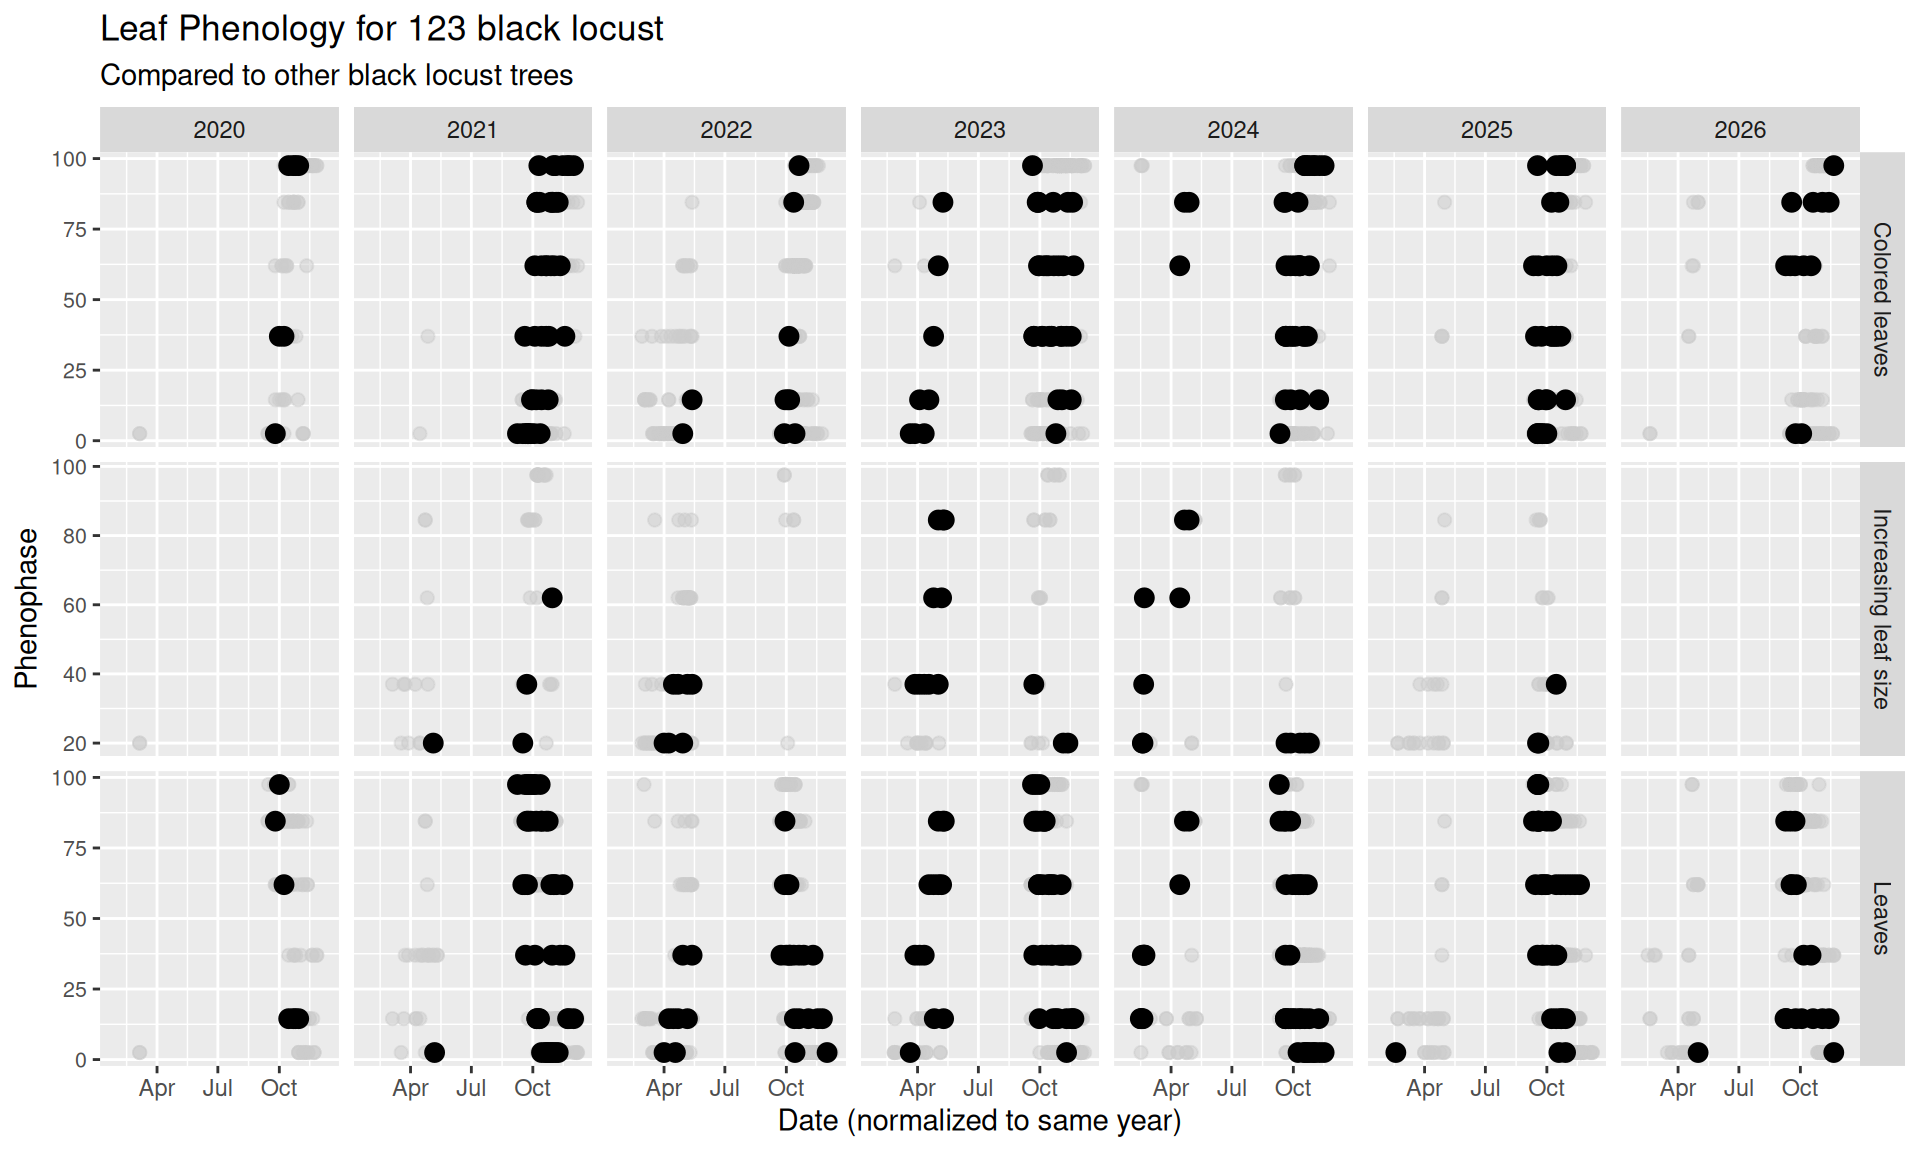 Leaf Phenology for 123 black locust
Compared to other black locust trees
2020 2021 2022 2023 2024 2025 2026
100
75
50
25
0
Colored leaves
100
80
60
40
20
Increasing leaf size
100
75
50
25
0
Leaves
Phenophase
Apr Jul Oct Apr Jul Oct Apr Jul Oct Apr Jul Oct Apr Jul Oct Apr Jul Oct Apr Jul Oct
Date (normalized to same year)